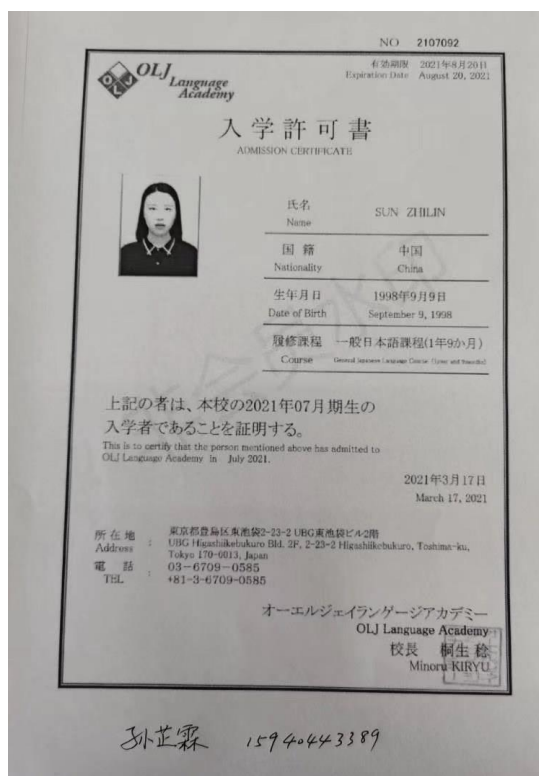 NO 2107092
有効期限 2021年8月20日
Expiration Date August 20, 2021
OLJ
OLJ Language
Academy
入学許可書
ADMISSION CERTIFICATE
氏名
Name
SUN ZHILIN
国籍 中国
Nationality China
生年月日 1998年9月9日
Date of Birth September 9, 1998
履修課程 一般日本語課程(1年9か月)
Course General Japanese Language Course
上記の者は、本校の2021年07月期生の
入学者であることを証明する。
This is to certify that the person mentioned above has admitted to
OLJ Language Academy in July 2021.
2021年3月17日
March 17, 2021
所在地 : 東京都豊島区東池袋2-23-2 UBG東池袋ビル2階
Address UBG Higashiikebukuro Bld. 2F, 2-23-2 Higashiikebukuro, Toshima-ku,
Tokyo 170-0013, Japan
電話 : 03-6709-0585
TEL +81-3-6709-0585
オーエルジェイランゲージアカデミー
OLJ Language Academy
校長 桐生 稔
Minoru KIRYU
孙芷霖 15940443389